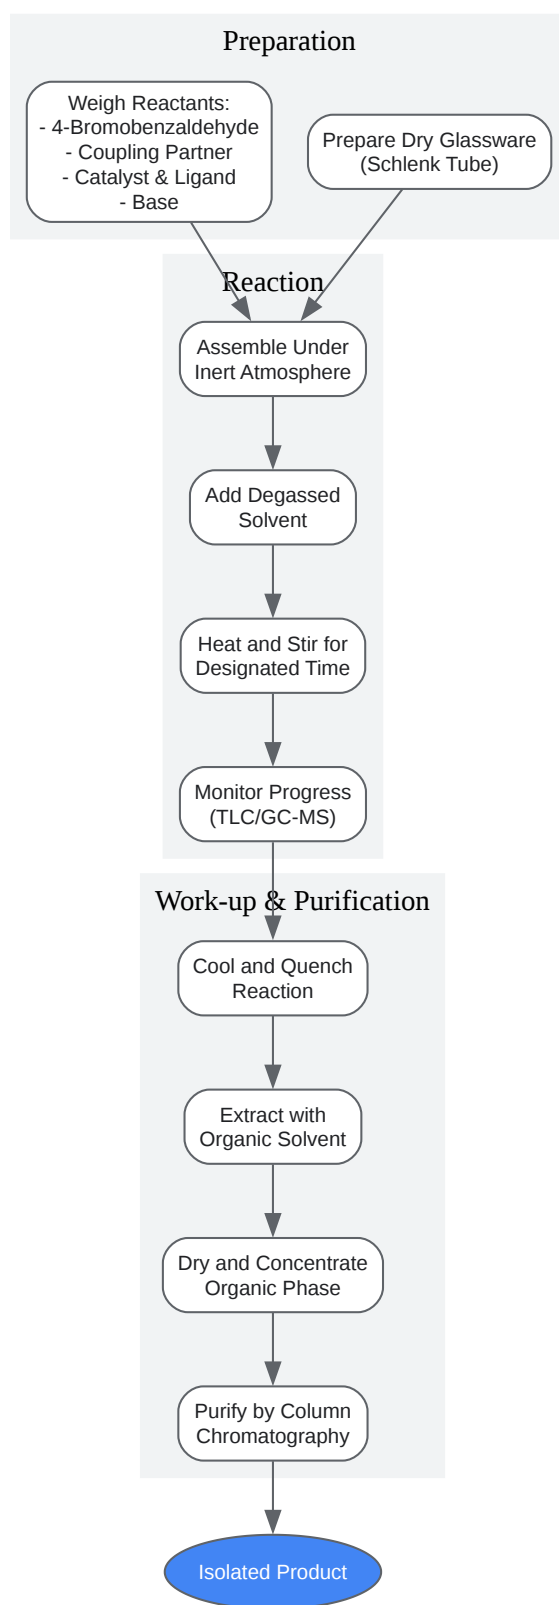 Preparation
Weigh Reactants:
- 4-Bromobenzaldehyde
- Coupling Partner
- Catalyst & Ligand
- Base
Prepare Dry Glassware
(Schlenk Tube)
Reaction
Assemble Under
Inert Atmosphere
Add Degassed
Solvent
Heat and Stir for
Designated Time
Monitor Progress
(TLC/GC-MS)
Work-up & Purification
Cool and Quench
Reaction
Extract with
Organic Solvent
Dry and Concentrate
Organic Phase
Purify by Column
Chromatography
Isolated Product